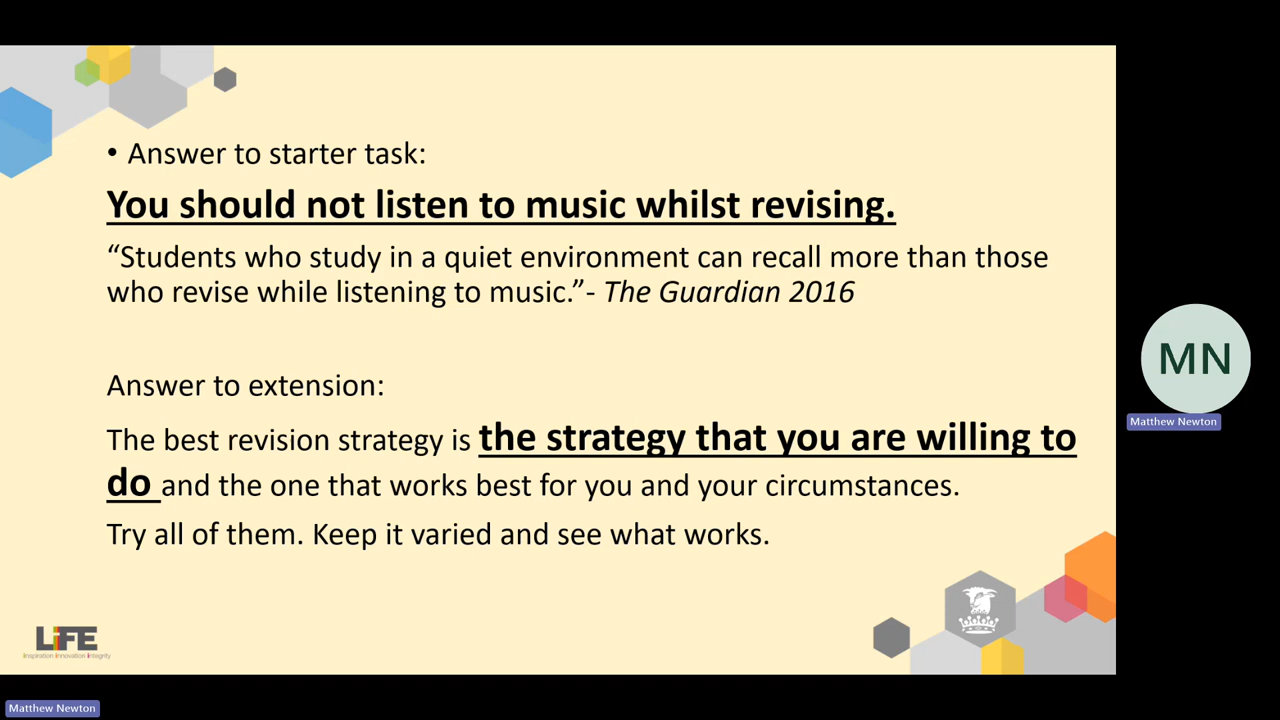 • Answer to starter task:
You should not listen to music whilst revising.
“Students who study in a quiet environment can recall more than those
who revise while listening to music.”- The Guardian 2016
Answer to extension:
The best revision strategy is the strategy that you are willing to
do and the one that works best for you and your circumstances.
Try all of them. Keep it varied and see what works.
LiFE
Inspiration Innovation Integrity
MN
Matthew Newton
Matthew Newton